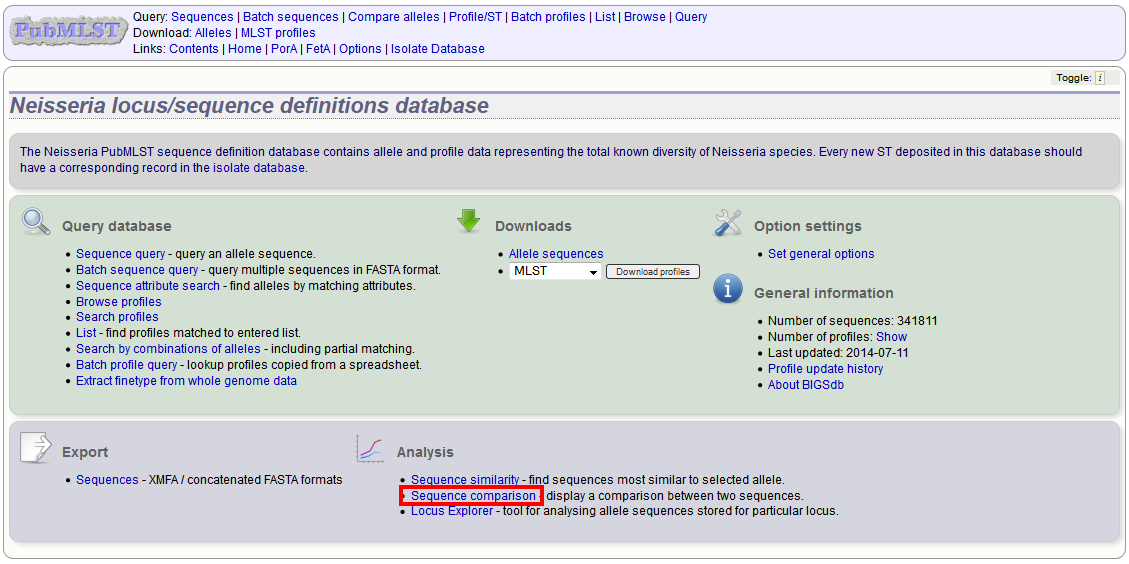 PubMLST
Query: Sequences | Batch sequences | Compare alleles | Profile/ST | Batch profiles | List | Browse | Query
Download: Alleles | MLST profiles
Links: Contents | Home | PorA | FetA | Options | Isolate Database
Toggle: i
Neisseria locus/sequence definitions database
The Neisseria PubMLST sequence definition database contains allele and profile data representing the total known diversity of Neisseria species. Every new ST deposited in this database should
have a corresponding record in the isolate database.
Query database
• Sequence query - query an allele sequence.
• Batch sequence query - query multiple sequences in FASTA format.
• Sequence attribute search - find alleles by matching attributes.
• Browse profiles
• Search profiles
• List - find profiles matched to entered list.
• Search by combinations of alleles - including partial matching.
• Batch profile query - lookup profiles copied from a spreadsheet.
• Extract finetype from whole genome data
Downloads
• Allele sequences
• MLST Download profiles
Option settings
• Set general options
General information
• Number of sequences: 341811
• Number of profiles: Show
• Last updated: 2014-07-11
• Profile update history
• About BIGSdb
Export
• Sequences - XMFA / concatenated FASTA formats
Analysis
• Sequence similarity - find sequences most similar to selected allele.
• Sequence comparison - display a comparison between two sequences.
• Locus Explorer - tool for analysing allele sequences stored for particular locus.